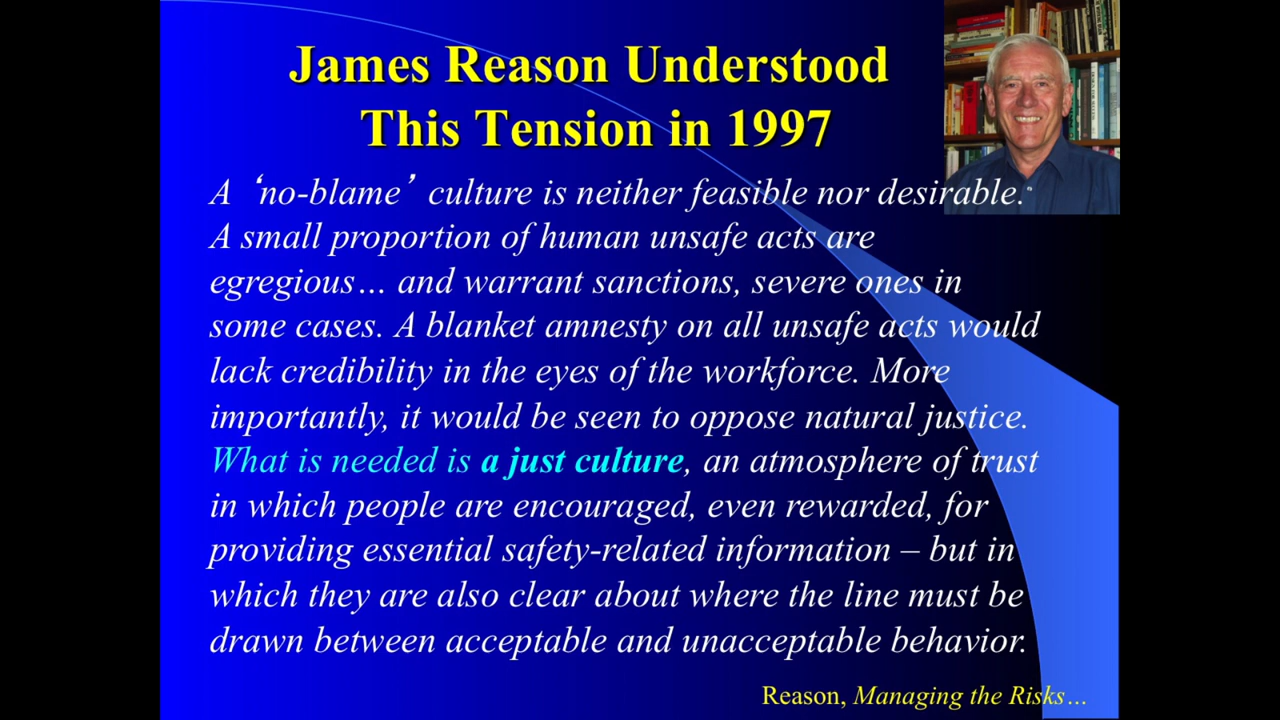 James Reason Understood
This Tension in 1997
A ‘no-blame’ culture is neither feasible nor desirable.
A small proportion of human unsafe acts are
egregious… and warrant sanctions, severe ones in
some cases. A blanket amnesty on all unsafe acts would
lack credibility in the eyes of the workforce. More
importantly, it would be seen to oppose natural justice.
What is needed is a just culture, an atmosphere of trust
in which people are encouraged, even rewarded, for
providing essential safety-related information – but in
which they are also clear about where the line must be
drawn between acceptable and unacceptable behavior.
Reason, Managing the Risks…